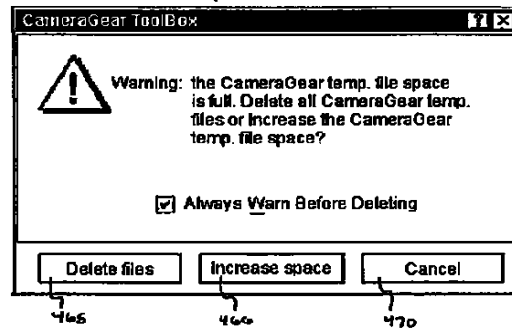 CameraGear ToolBox
? X
Warning: the CameraGear temp. file space
is full. Delete all CameraGear temp.
files or Increase the CameraGear
temp. file space?
Always Warn Before Deleting
Delete files Increase space Cancel
465 466 470